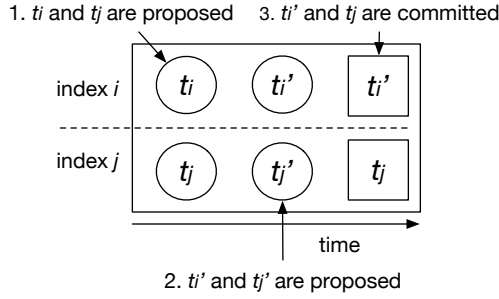 1. ti and tj are proposed
3. ti’ and tj are committed
index i
ti
ti’
ti’
index j
tj
tj’
tj
time
2. ti’ and tj’ are proposed